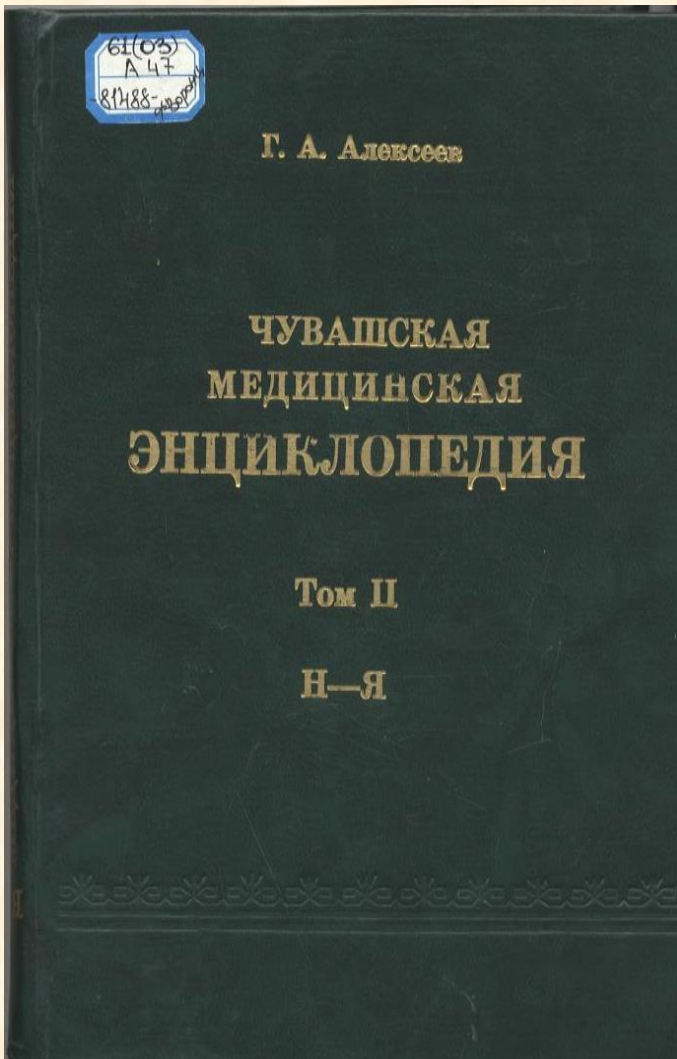 61(03)
А 47
-81488-
Г. А. Алексеев
ЧУВАШСКАЯ
МЕДИЦИНСКАЯ
ЭНЦИКЛОПЕДИЯ
Том II
Н—Я